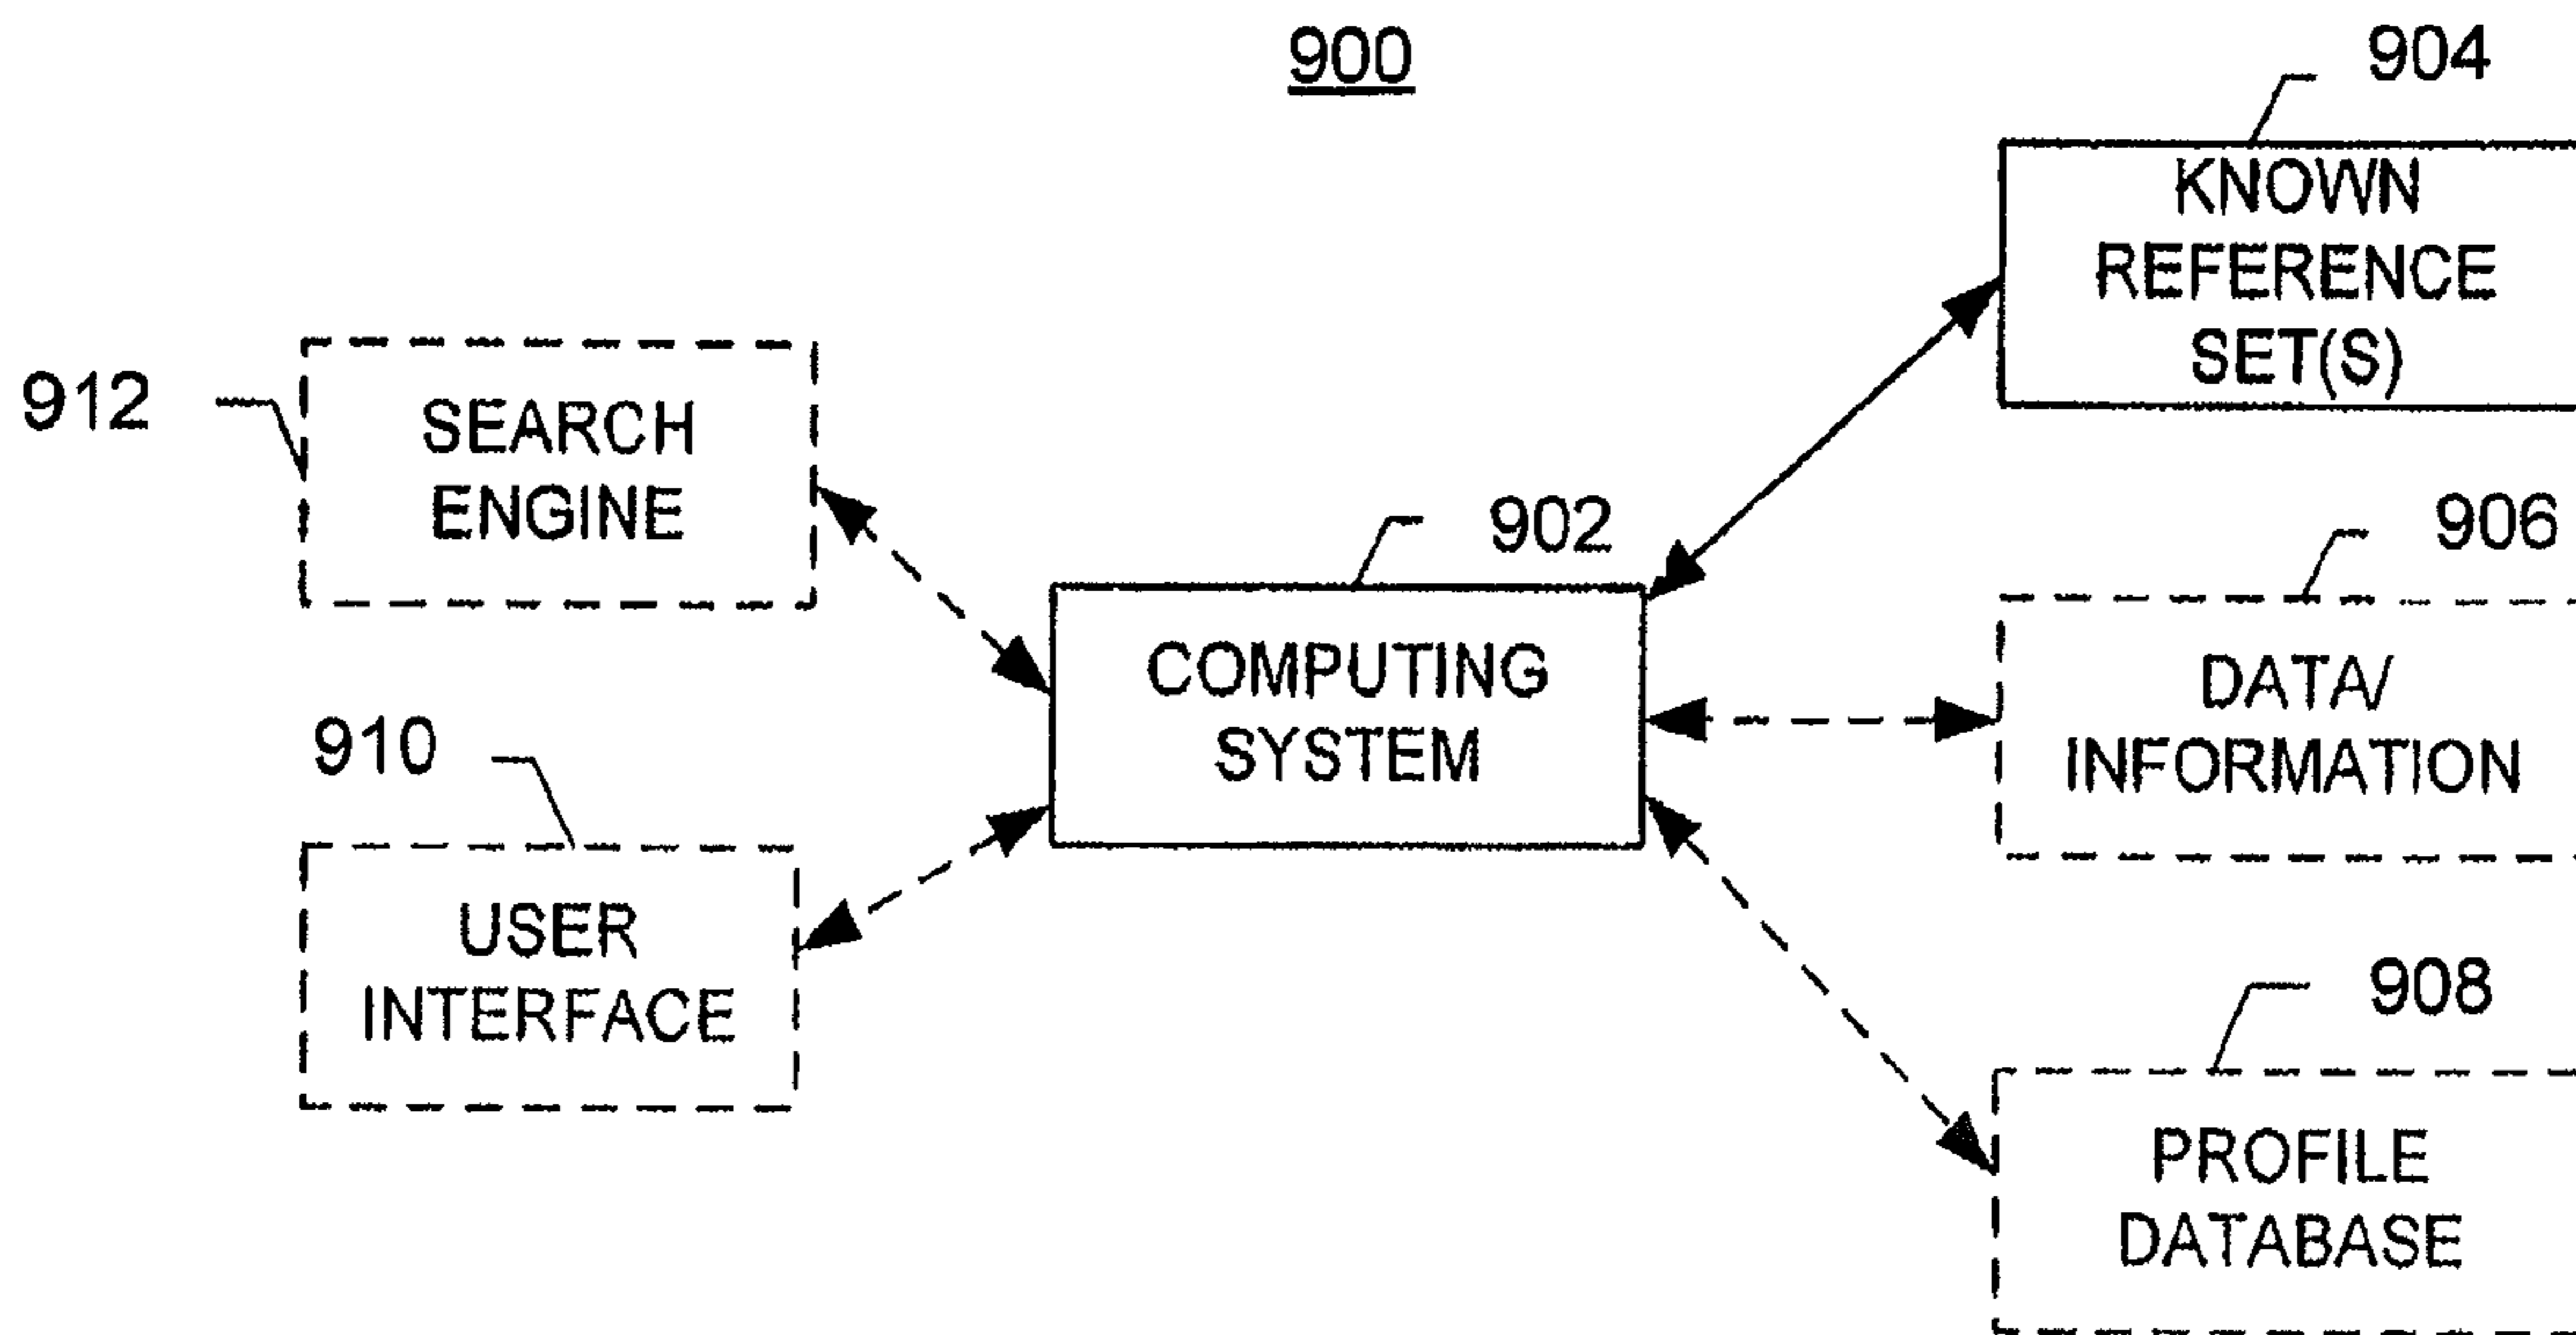 900
904
KNOWN
REFERENCE
SET(S)
912
SEARCH
ENGINE
902
COMPUTING
SYSTEM
906
DATA/
INFORMATION
910
USER
INTERFACE
908
PROFILE
DATABASE